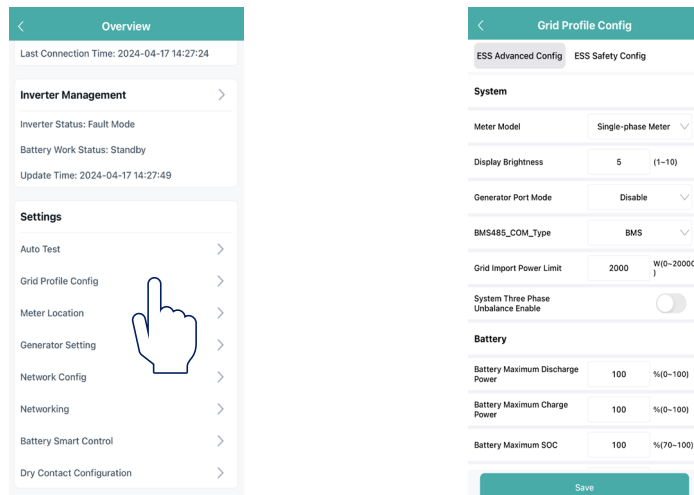 Overview
Last Connection Time: 2024-04-17 14:27:24
Inverter Management
Inverter Status: Fault Mode
Battery Work Status: Standby
Update Time: 2024-04-17 14:27:49
Settings
Auto Test
Grid Profile Config
Meter Location
Generator Setting
Network Config
Networking
Battery Smart Control
Dry Contact Configuration
Grid Profile Config
ESS Advanced Config ESS Safety Config
System
Meter Model Single-phase Meter
Display Brightness 5 (1~10)
Generator Port Mode Disable
BMS485_COM_Type BMS
Grid Import Power Limit 2000 W(0~20000
)
System Three Phase
Unbalance Enable
Battery
Battery Maximum Discharge
Power 100 %(0~100)
Battery Maximum Charge
Power 100 %(0~100)
Battery Maximum SOC 100 %(70~100)
Save